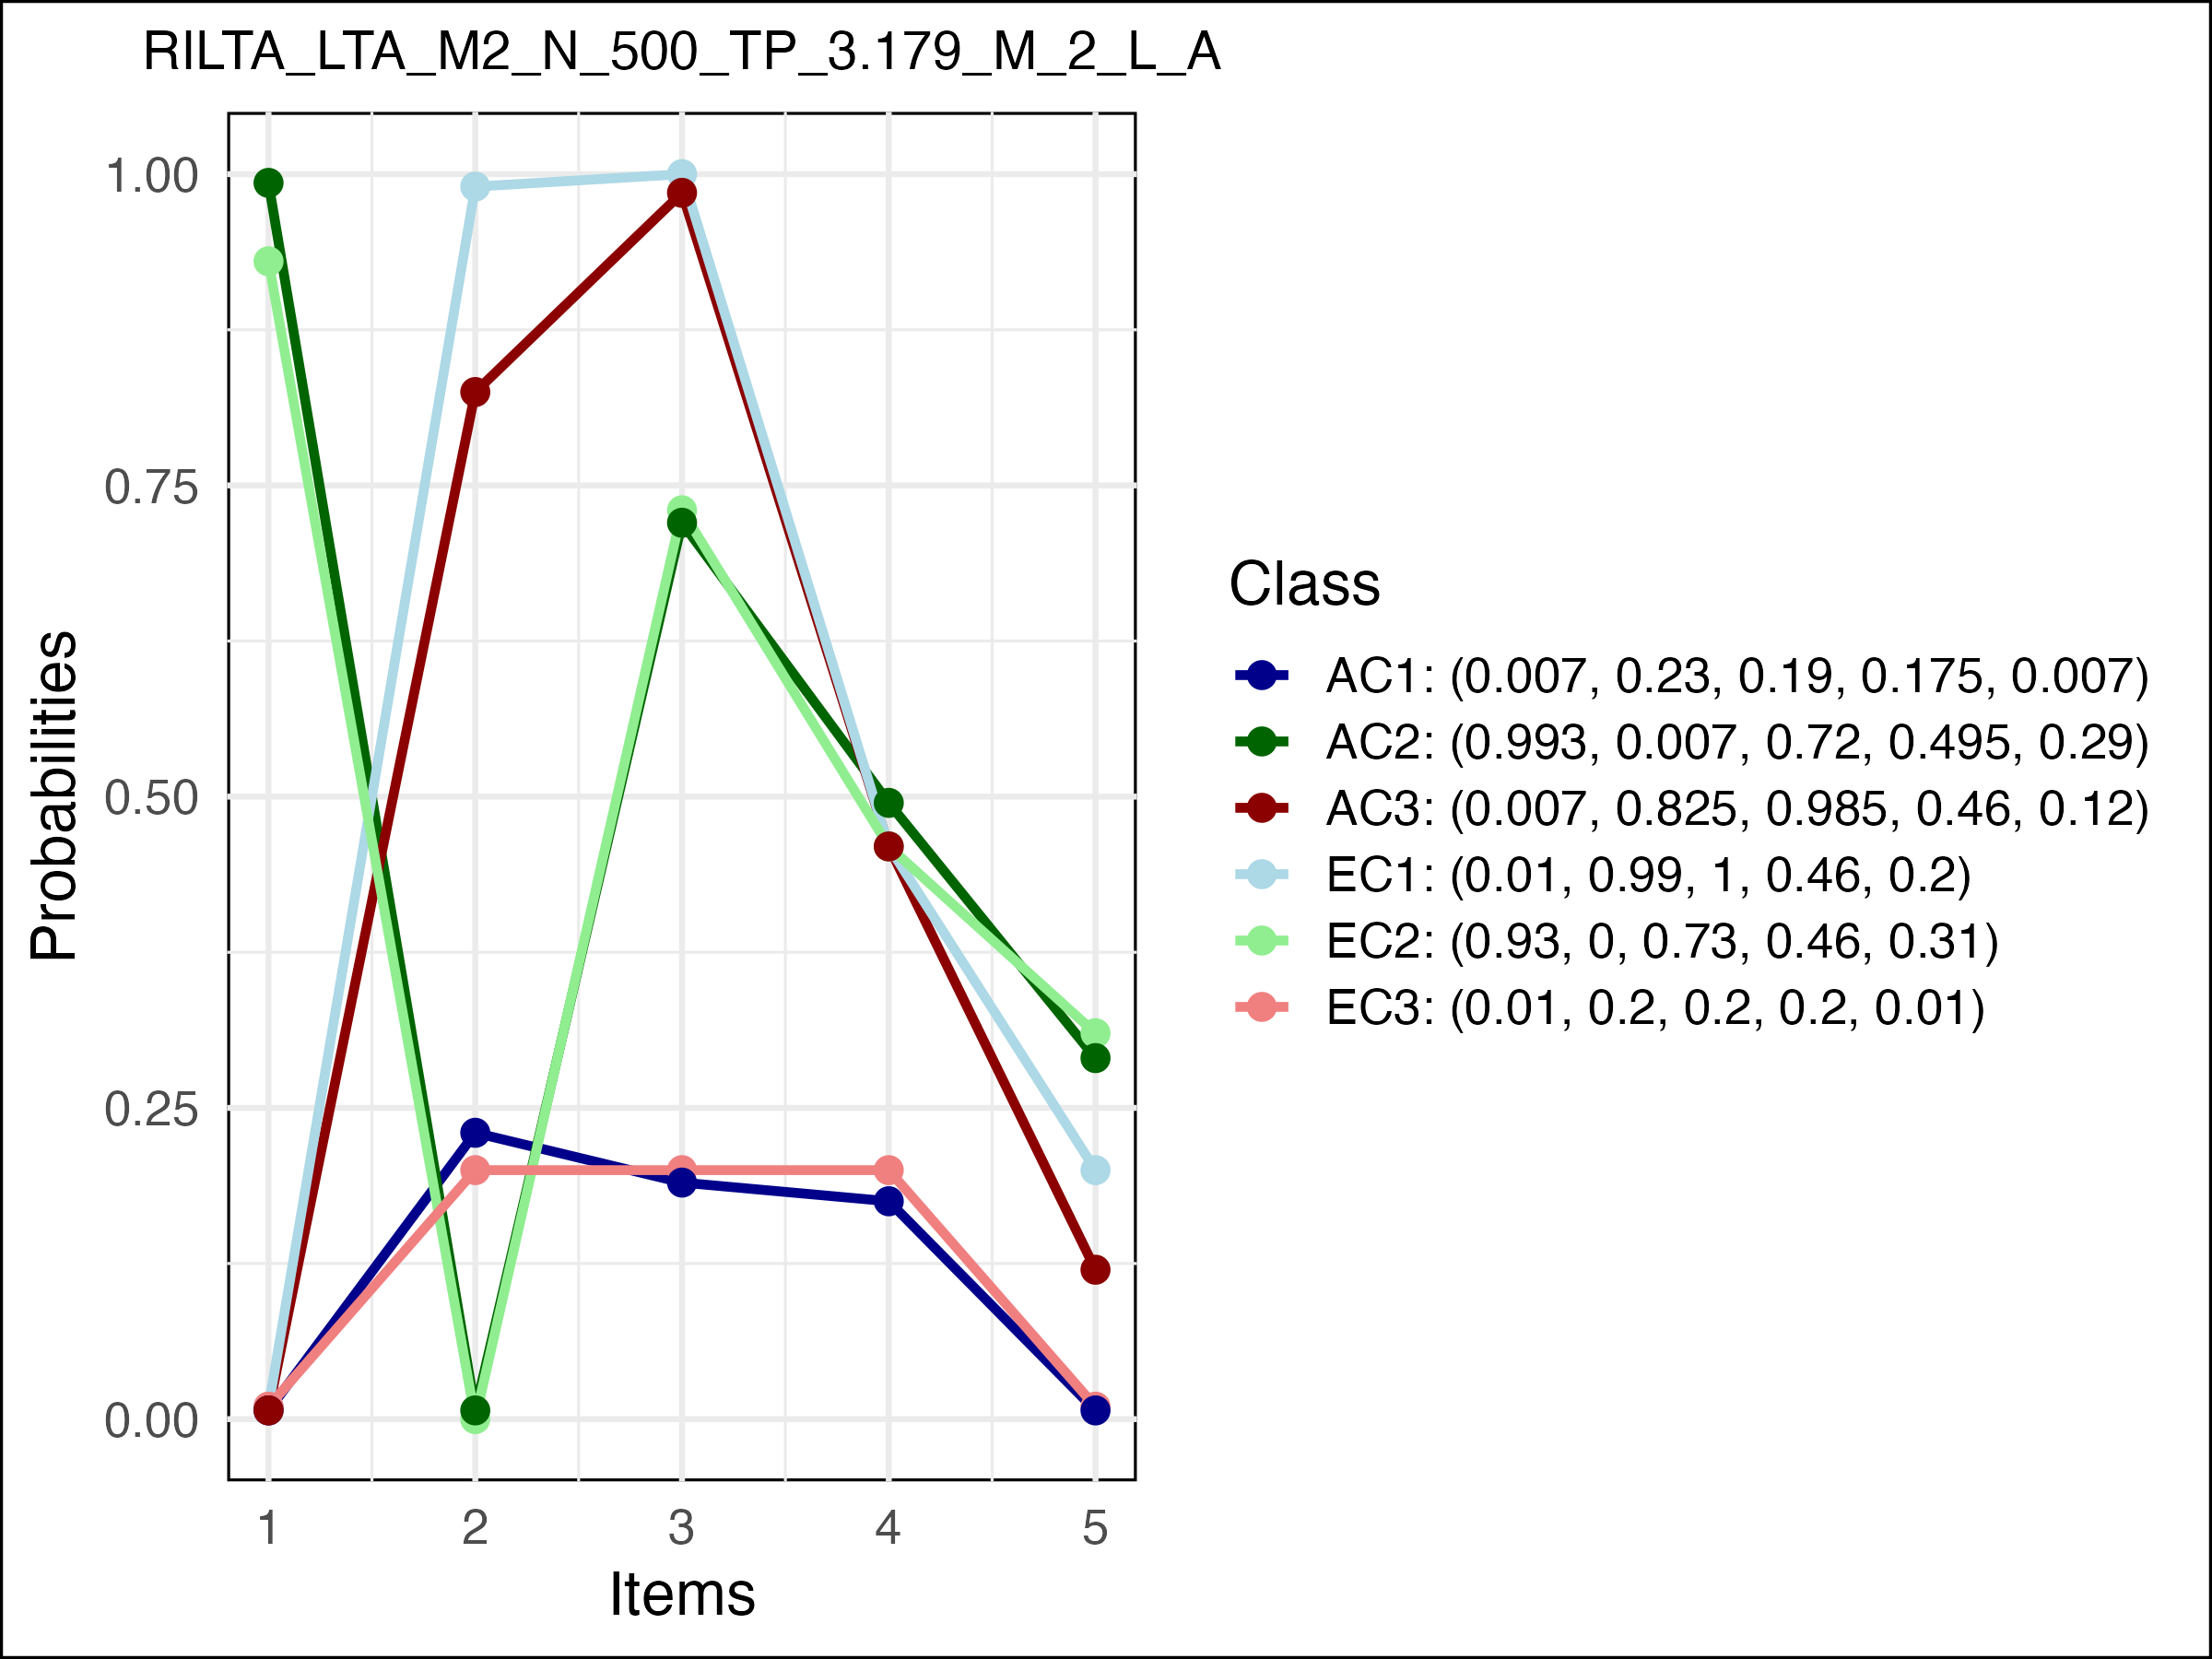 RILTA_LTA_M2_N_500_TP_3.179_M_2_L_A
1.00
0.75
0.50
0.25
0.00
Probabilities
1 2 3 4 5
Items
Class
AC1: (0.007, 0.23, 0.19, 0.175, 0.007)
AC2: (0.993, 0.007, 0.72, 0.495, 0.29)
AC3: (0.007, 0.825, 0.985, 0.46, 0.12)
EC1: (0.01, 0.99, 1, 0.46, 0.2)
EC2: (0.93, 0, 0.73, 0.46, 0.31)
EC3: (0.01, 0.2, 0.2, 0.2, 0.01)